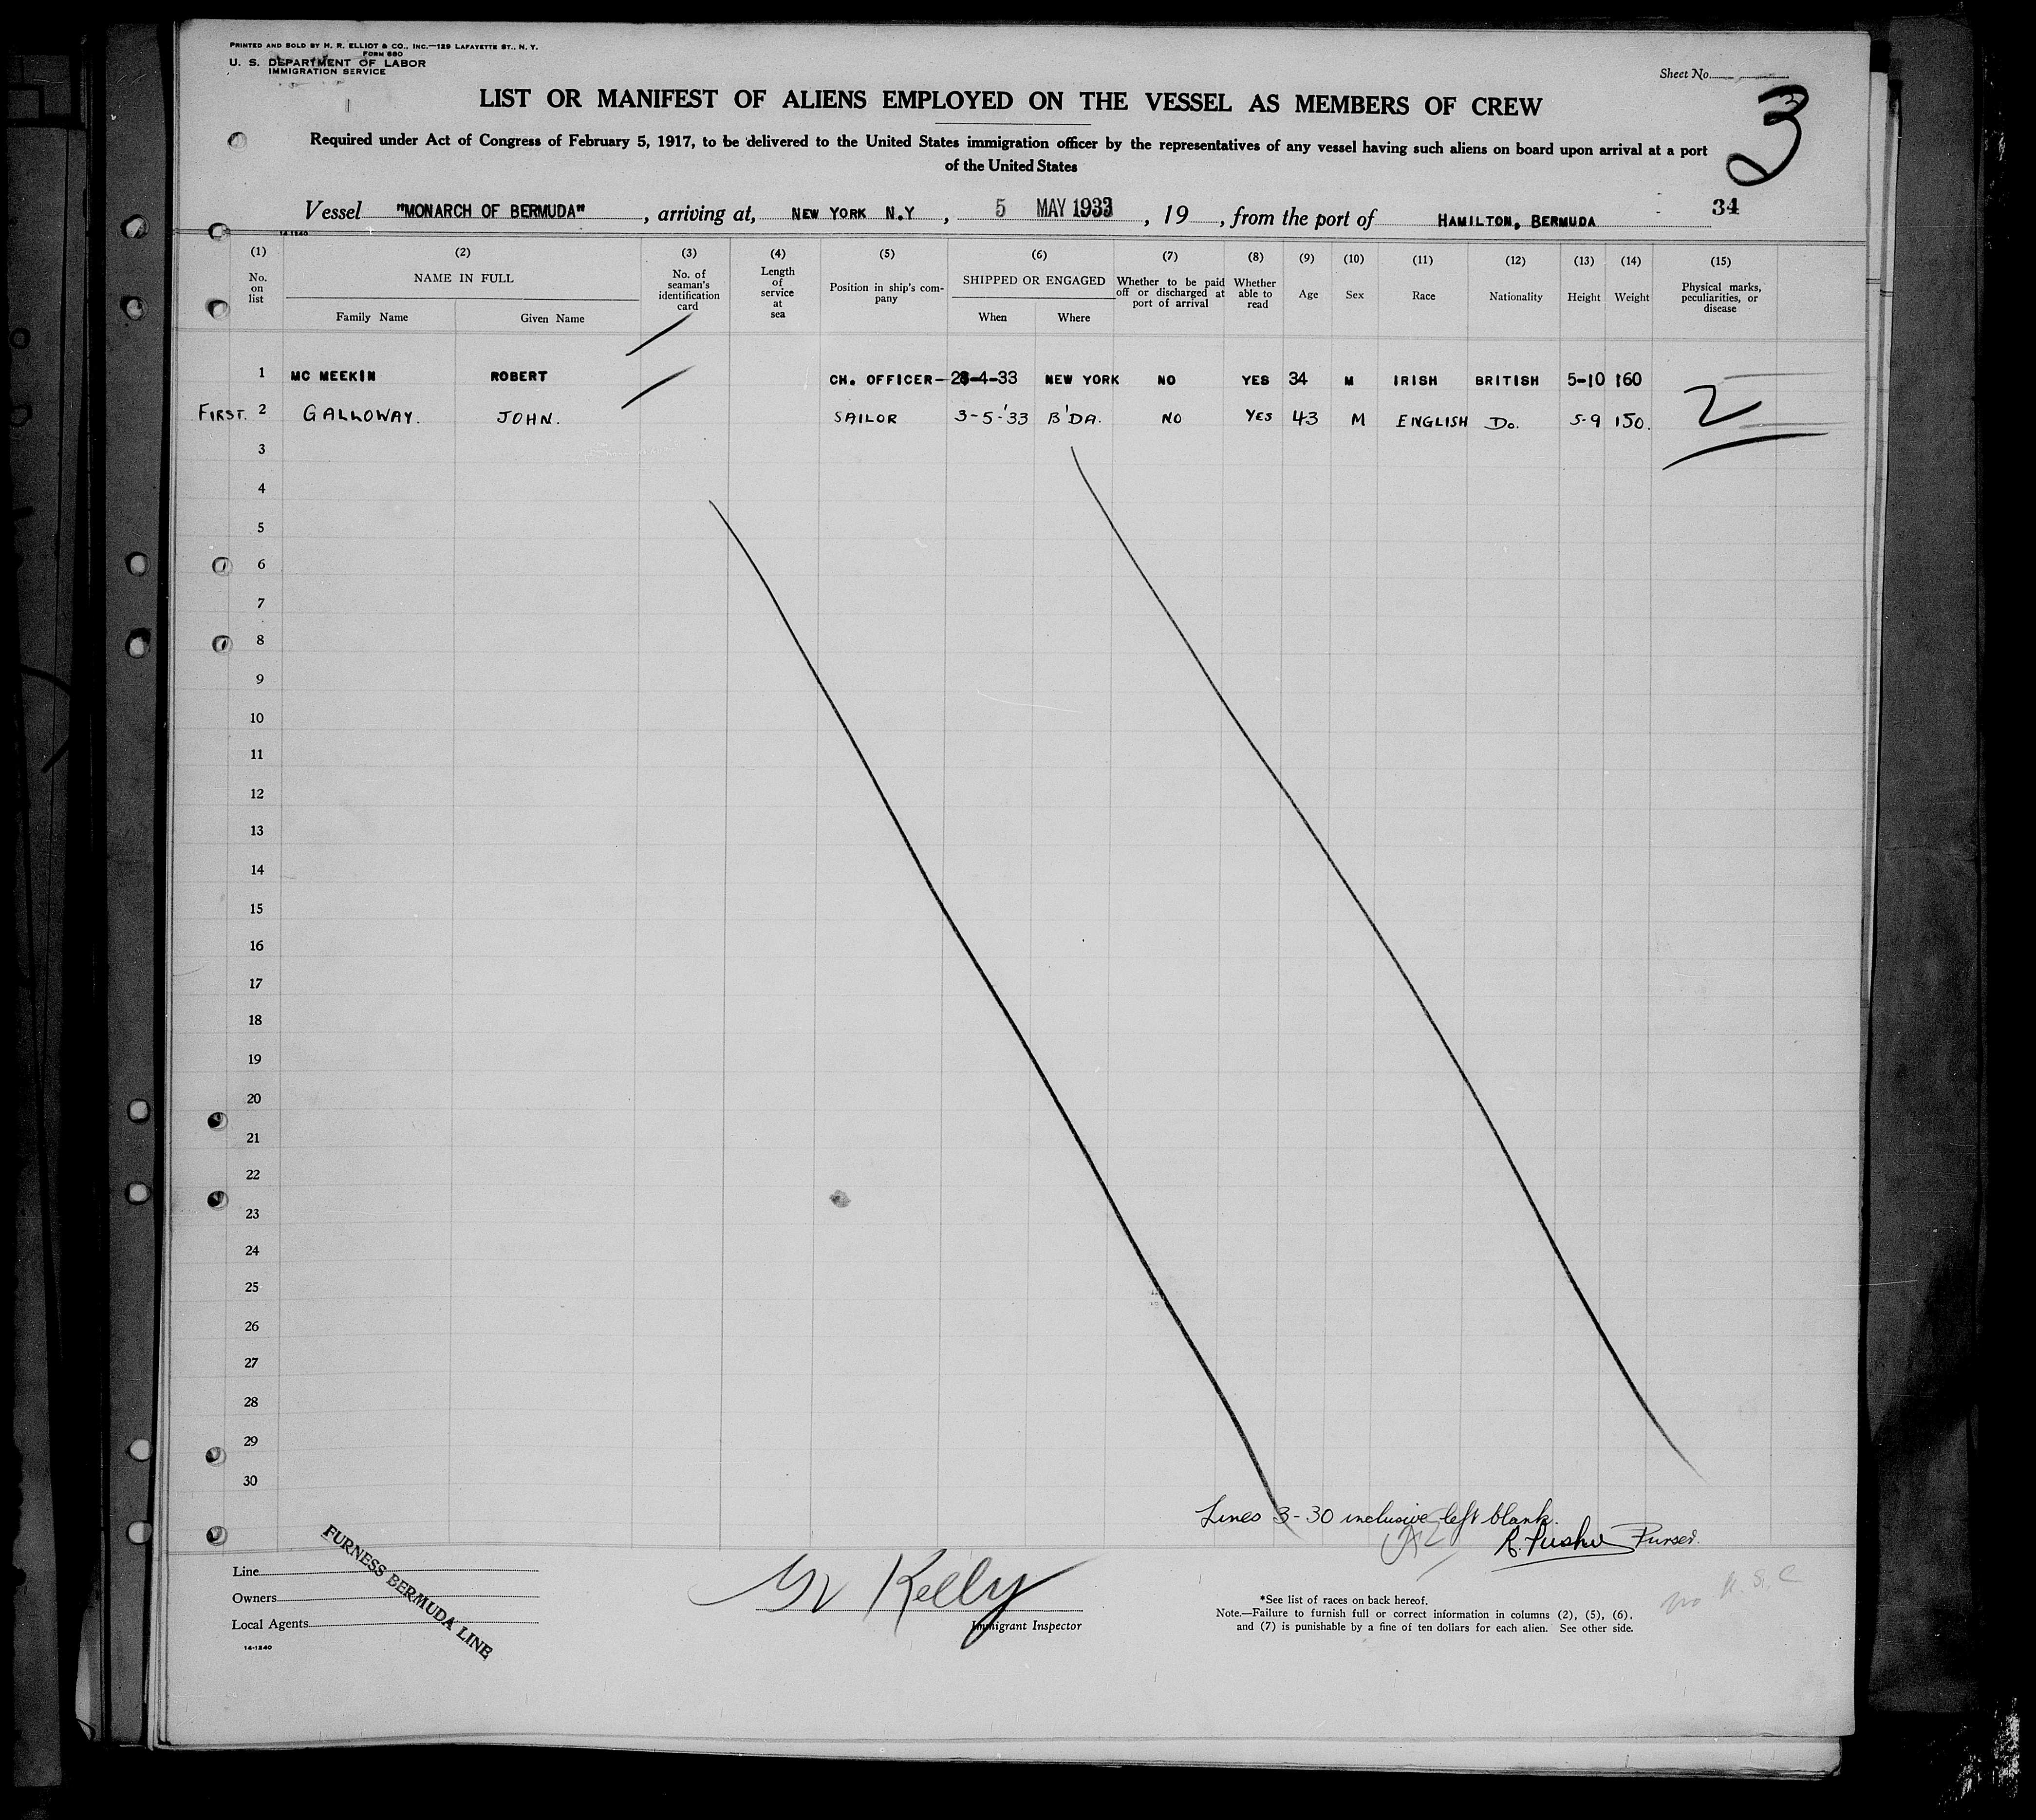 PRINTED AND SOLD BY H. R. ELLIOT & CO., INC.—129 LAFAYETTE ST., N. Y.
FORM 680
U. S. DEPARTMENT OF LABOR
IMMIGRATION SERVICE
Sheet No.
3
LIST OR MANIFEST OF ALIENS EMPLOYED ON THE VESSEL AS MEMBERS OF CREW
Required under Act of Congress of February 5, 1917, to be delivered to the United States immigration officer by the representatives of any vessel having such aliens on board upon arrival at a port
of the United States
Vessel "MONARCH OF BERMUDA", arriving at, NEW YORK N.Y, 5 MAY 1933, 19, from the port of HAMILTON, BERMUDA 34
14-1240
(1) No. on list (2) NAME IN FULL Family Name Given Name (3) No. of seaman's identification card (4) Length of service at sea (5) Position in ship's company (6) SHIPPED OR ENGAGED When Where (7) Whether to be paid off or discharged at port of arrival (8) Whether able to read (9) Age (10) Sex (11) Race (12) Nationality (13) Height (14) Weight (15) Physical marks, peculiarities, or disease
1 MC MEEKIN ROBERT CH. OFFICER- -4-33 NEW YORK NO YES 34 M IRISH BRITISH 5-10 160
FIRST. 2 GALLOWAY. JOHN. SAILOR 3-5-'33 B'DA. NO YES 43 M ENGLISH Do. 5-9 150. 2
3
4
5
6
7
8
9
10
11
12
13
14
15
16
17
18
19
20
21
22
23
24
25
26
27
28
29
30
Lines 3-30 inclusive left blank.
Purser.
Line
Owners
Local Agents
14-1240
FURNESS BERMUDA LINE
Kelly
Immigrant Inspector
*See list of races on back hereof.
Note.—Failure to furnish full or correct information in columns (2), (5), (6),
and (7) is punishable by a fine of ten dollars for each alien. See other side.